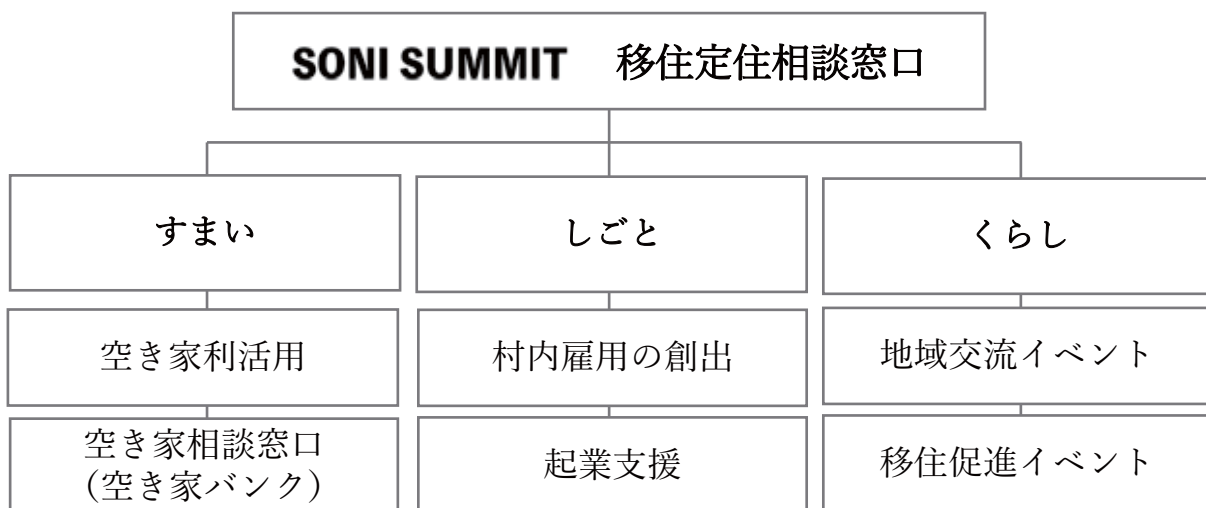 SONI SUMMIT 移住定住相談窓口
すまい
しごと
くらし
空き家利活用
村内雇用の創出
地域交流イベント
空き家相談窓口
(空き家バンク)
起業支援
移住促進イベント